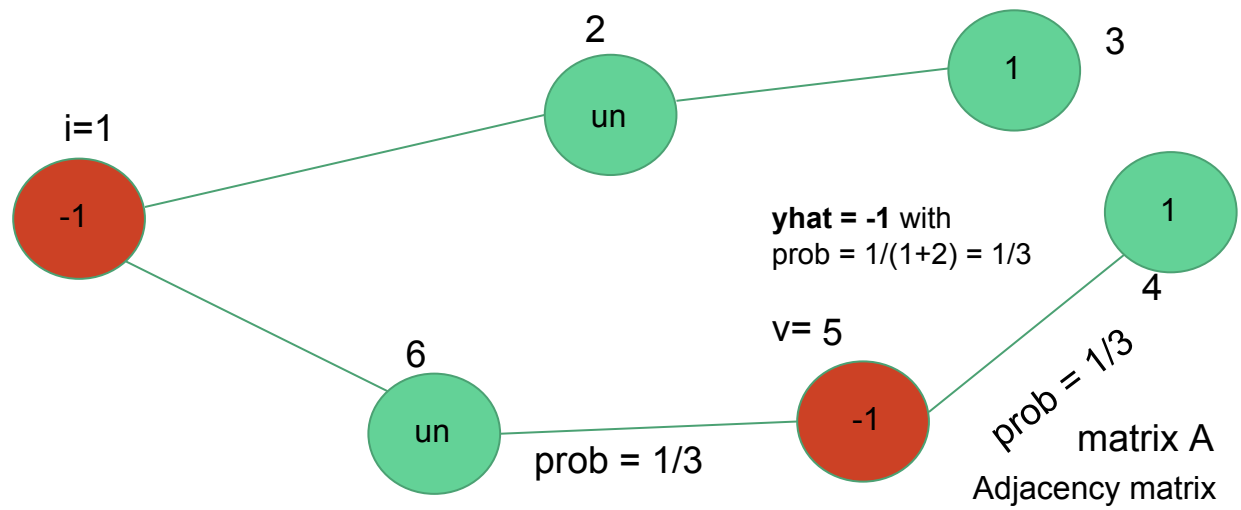 2
3
1
un
i=1
-1
1
yhat = -1 with
prob = 1/(1+2) = 1/3
4
v= 5
6
prob = 1/3
-1
un
prob = 1/3
matrix A
Adjacency matrix